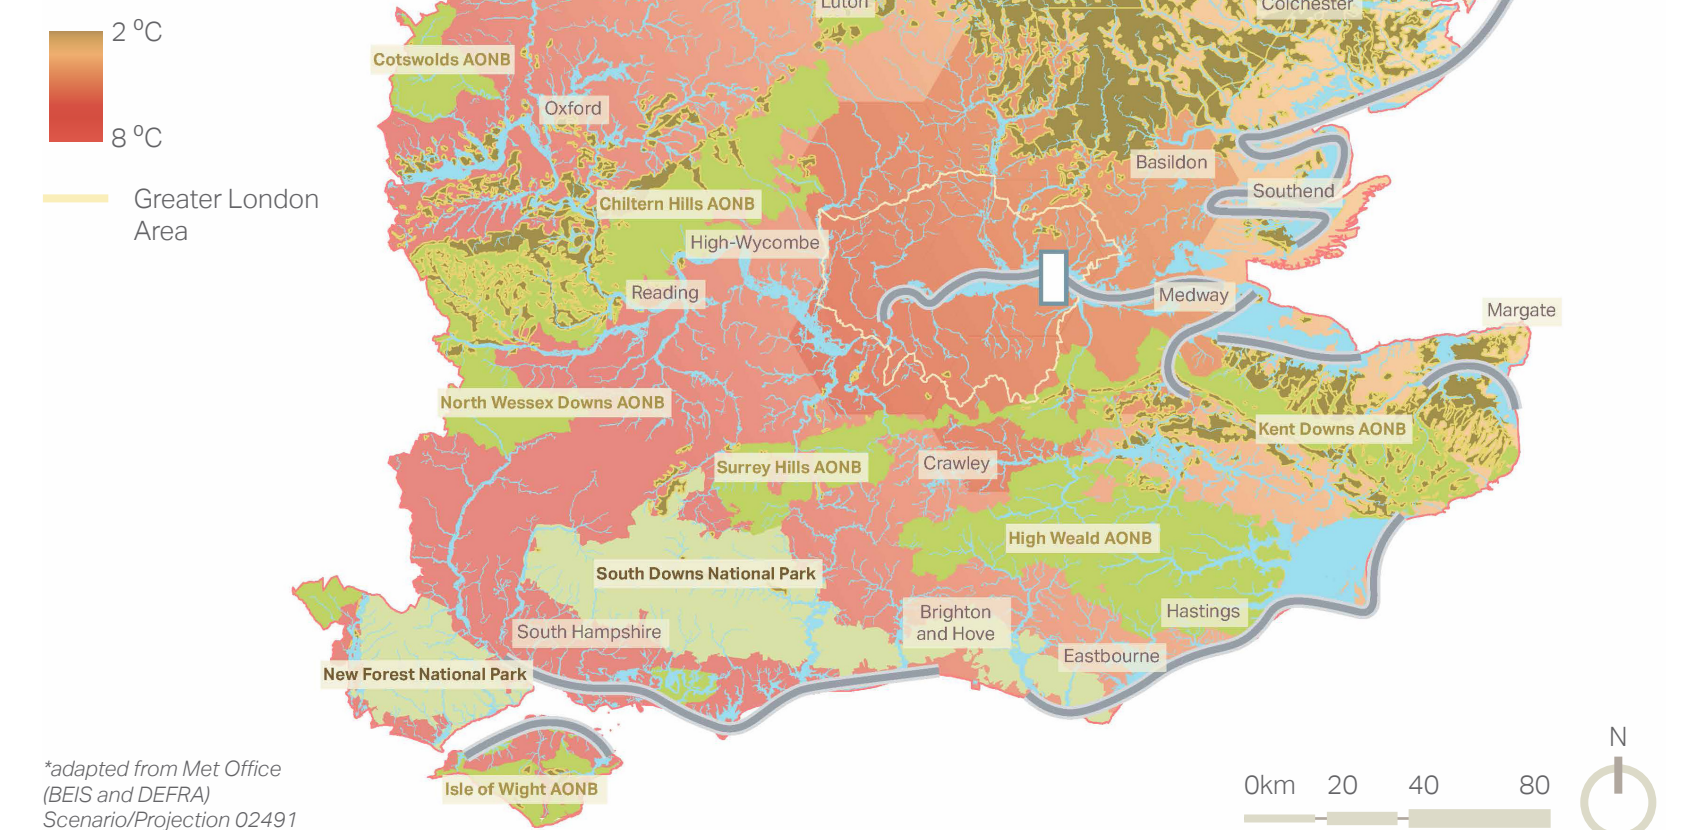 Luton
Colchester
2 °C
Cotswolds AONB
Oxford
8 °C
Basildon
Greater London
Area
Southend
Chiltern Hills AONB
High-Wycombe
Reading
Medway
Margate
North Wessex Downs AONB
Kent Downs AONB
Surrey Hills AONB
Crawley
High Weald AONB
South Downs National Park
Hastings
Brighton
and Hove
South Hampshire
Eastbourne
New Forest National Park
N
*adapted from Met Office
(BEIS and DEFRA)
Scenario/Projection 02491
Isle of Wight AONB
0km 20 40 80